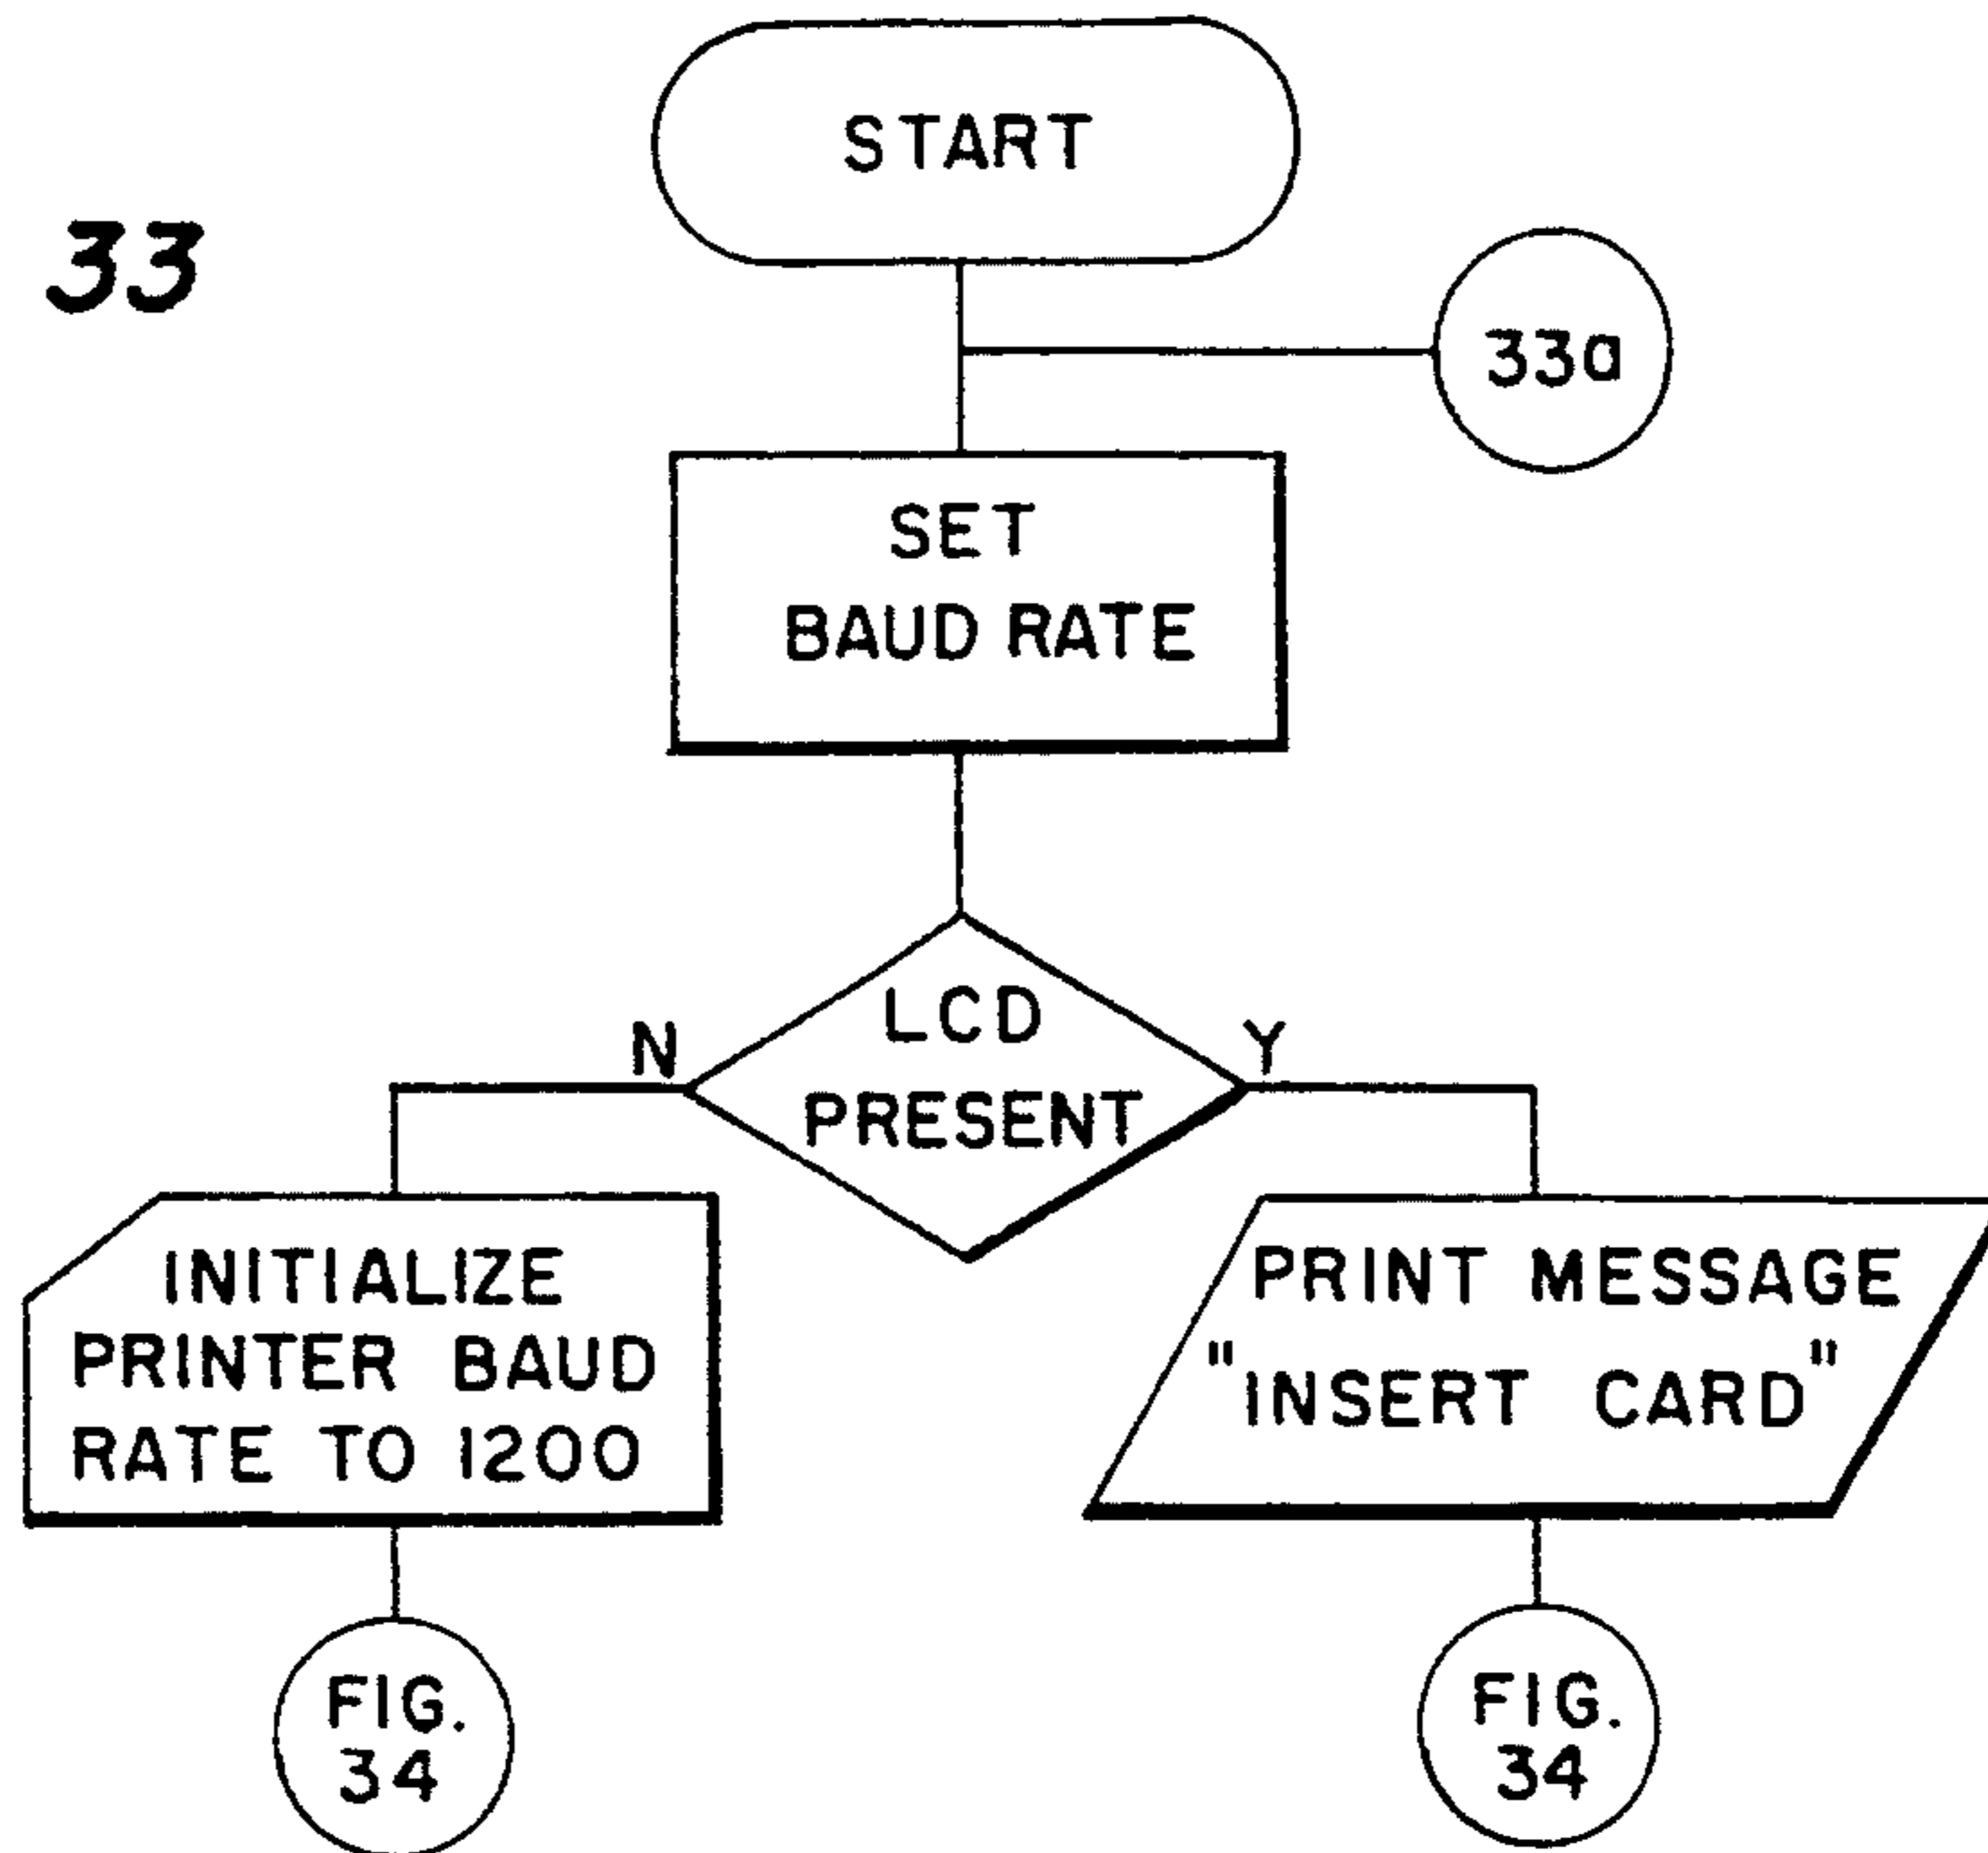 START
33
33a
SET
BAUD RATE
LCD
PRESENT
N
Y
INITIALIZE
PRINTER BAUD
RATE TO 1200
PRINT MESSAGE
"INSERT CARD"
FIG.
34
FIG.
34